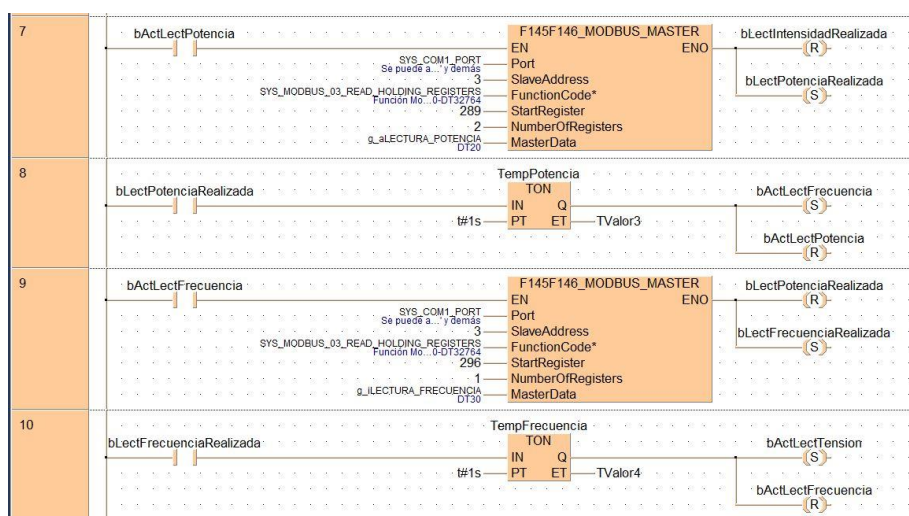 7
bActLectPotencia
F145F146_MODBUS_MASTER
bLectIntensidadRealizada
EN ENO
(R)
SYS_COM1_PORT
Se puede a...' y demás
Port
3
SlaveAddress
bLectPotenciaRealizada
SYS_MODBUS_03_READ_HOLDING_REGISTERS
Función Mo...0-DT32764
FunctionCode*
(S)
289
StartRegister
2
NumberOfRegisters
g_aLECTURA_POTENCIA
DT20
MasterData
8
TempPotencia
bLectPotenciaRealizada
TON
bActLectFrecuencia
IN Q
(S)
t#1s
PT ET
TValor3
bActLectPotencia
(R)
9
bActLectFrecuencia
F145F146_MODBUS_MASTER
bLectPotenciaRealizada
EN ENO
(R)
SYS_COM1_PORT
Se puede a...' y demás
Port
3
SlaveAddress
bLectFrecuenciaRealizada
SYS_MODBUS_03_READ_HOLDING_REGISTERS
Función Mo...0-DT32764
FunctionCode*
(S)
296
StartRegister
1
NumberOfRegisters
g_iLECTURA_FRECUENCIA
DT30
MasterData
10
TempFrecuencia
bLectFrecuenciaRealizada
TON
bActLectTension
IN Q
(S)
t#1s
PT ET
TValor4
bActLectFrecuencia
(R)